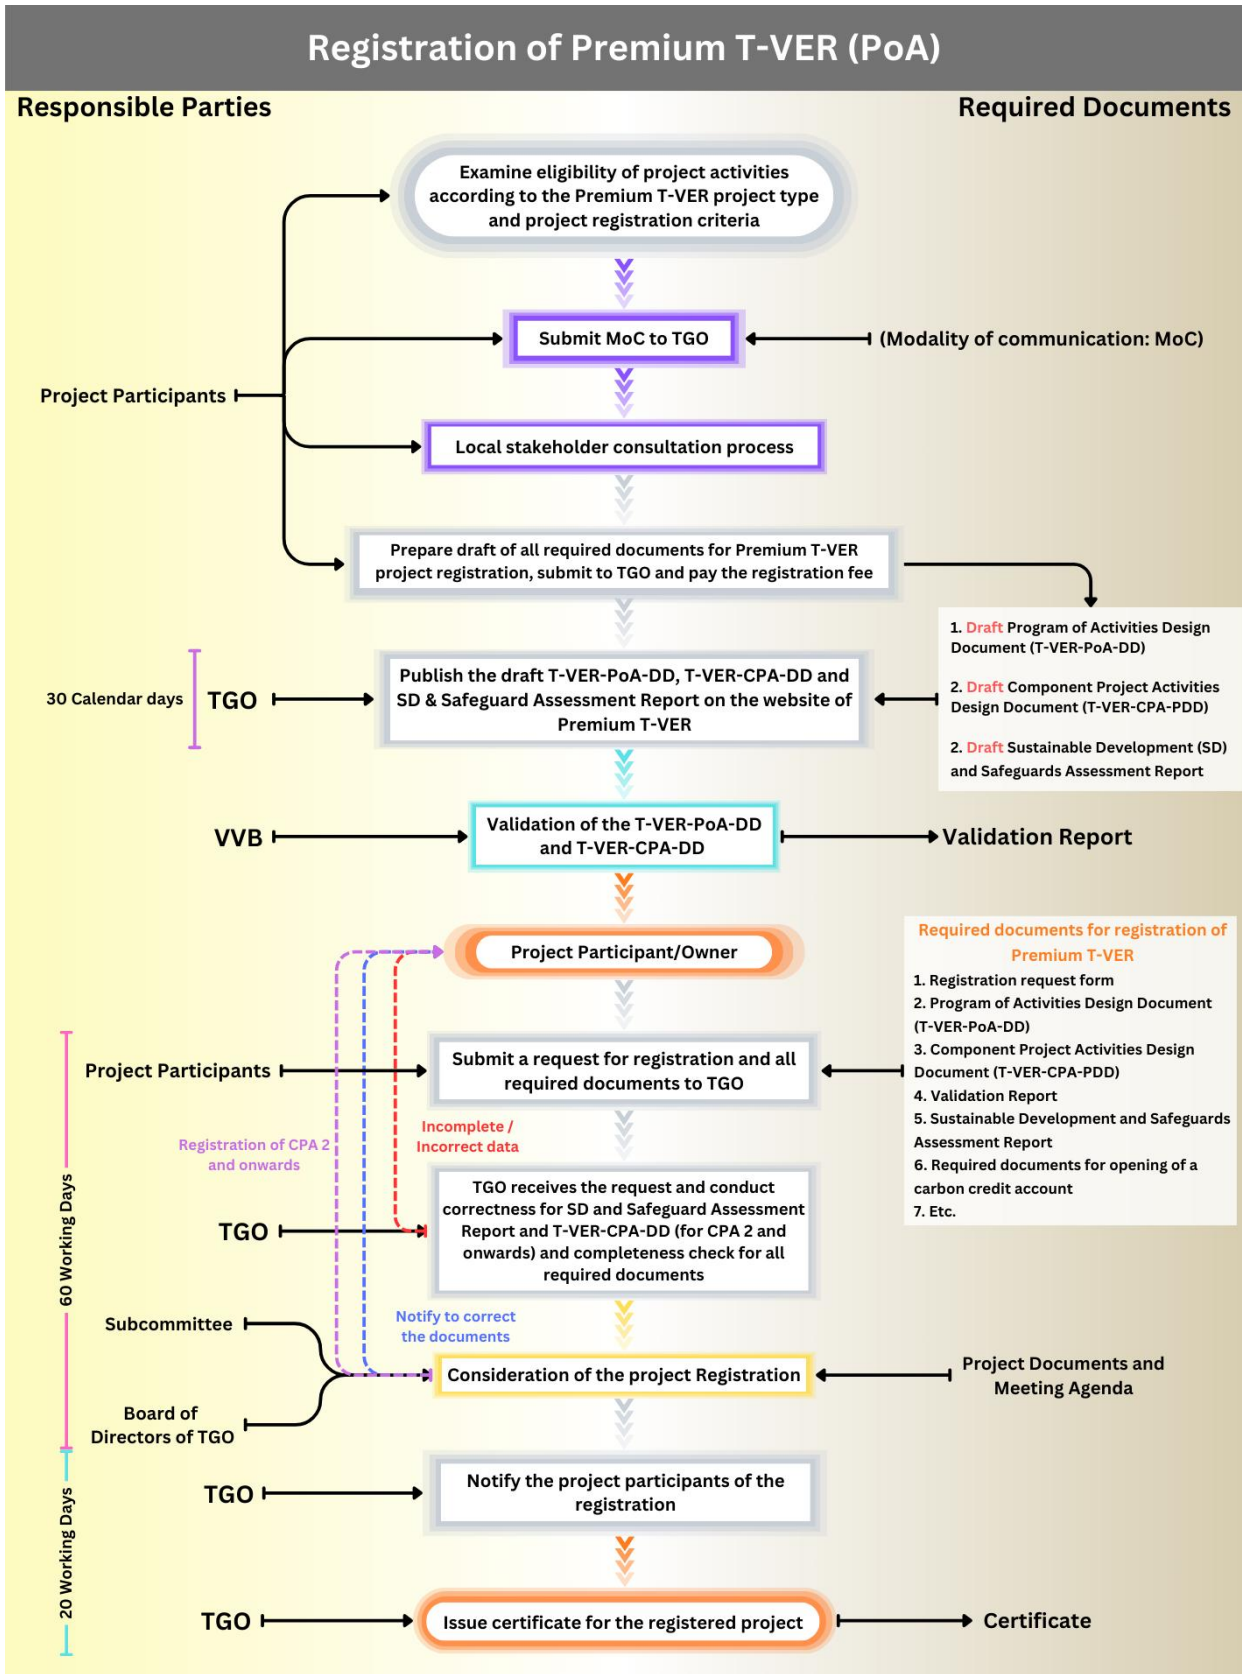 Registration of Premium T-VER (PoA)
Responsible Parties
Required Documents
Examine eligibility of project activities
according to the Premium T-VER project type
and project registration criteria
Submit MoC to TGO
(Modality of communication: MoC)
Project Participants
Local stakeholder consultation process
Prepare draft of all required documents for Premium T-VER
project registration, submit to TGO and pay the registration fee
1. Draft Program of Activities Design
Document (T-VER-PoA-DD)
2. Draft Component Project Activities
Design Document (T-VER-CPA-PDD)
2. Draft Sustainable Development (SD)
and Safeguards Assessment Report
30 Calendar days
TGO
Publish the draft T-VER-PoA-DD, T-VER-CPA-DD and
SD & Safeguard Assessment Report on the website of
Premium T-VER
VVB
Validation of the T-VER-PoA-DD
and T-VER-CPA-DD
Validation Report
Project Participant/Owner
Required documents for registration of
Premium T-VER
1. Registration request form
2. Program of Activities Design Document
(T-VER-PoA-DD)
3. Component Project Activities Design
Document (T-VER-CPA-PDD)
4. Validation Report
5. Sustainable Development and Safeguards
Assessment Report
6. Required documents for opening of a
carbon credit account
7. Etc.
Project Participants
Submit a request for registration and all
required documents to TGO
Registration of CPA 2
and onwards
Incomplete /
Incorrect data
60 Working Days
TGO
TGO receives the request and conduct
correctness for SD and Safeguard Assessment
Report and T-VER-CPA-DD (for CPA 2 and
onwards) and completeness check for all
required documents
Notify to correct
the documents
Subcommittee
Board of
Directors of TGO
Consideration of the project Registration
Project Documents and
Meeting Agenda
20 Working Days
TGO
Notify the project participants of the
registration
TGO
Issue certificate for the registered project
Certificate